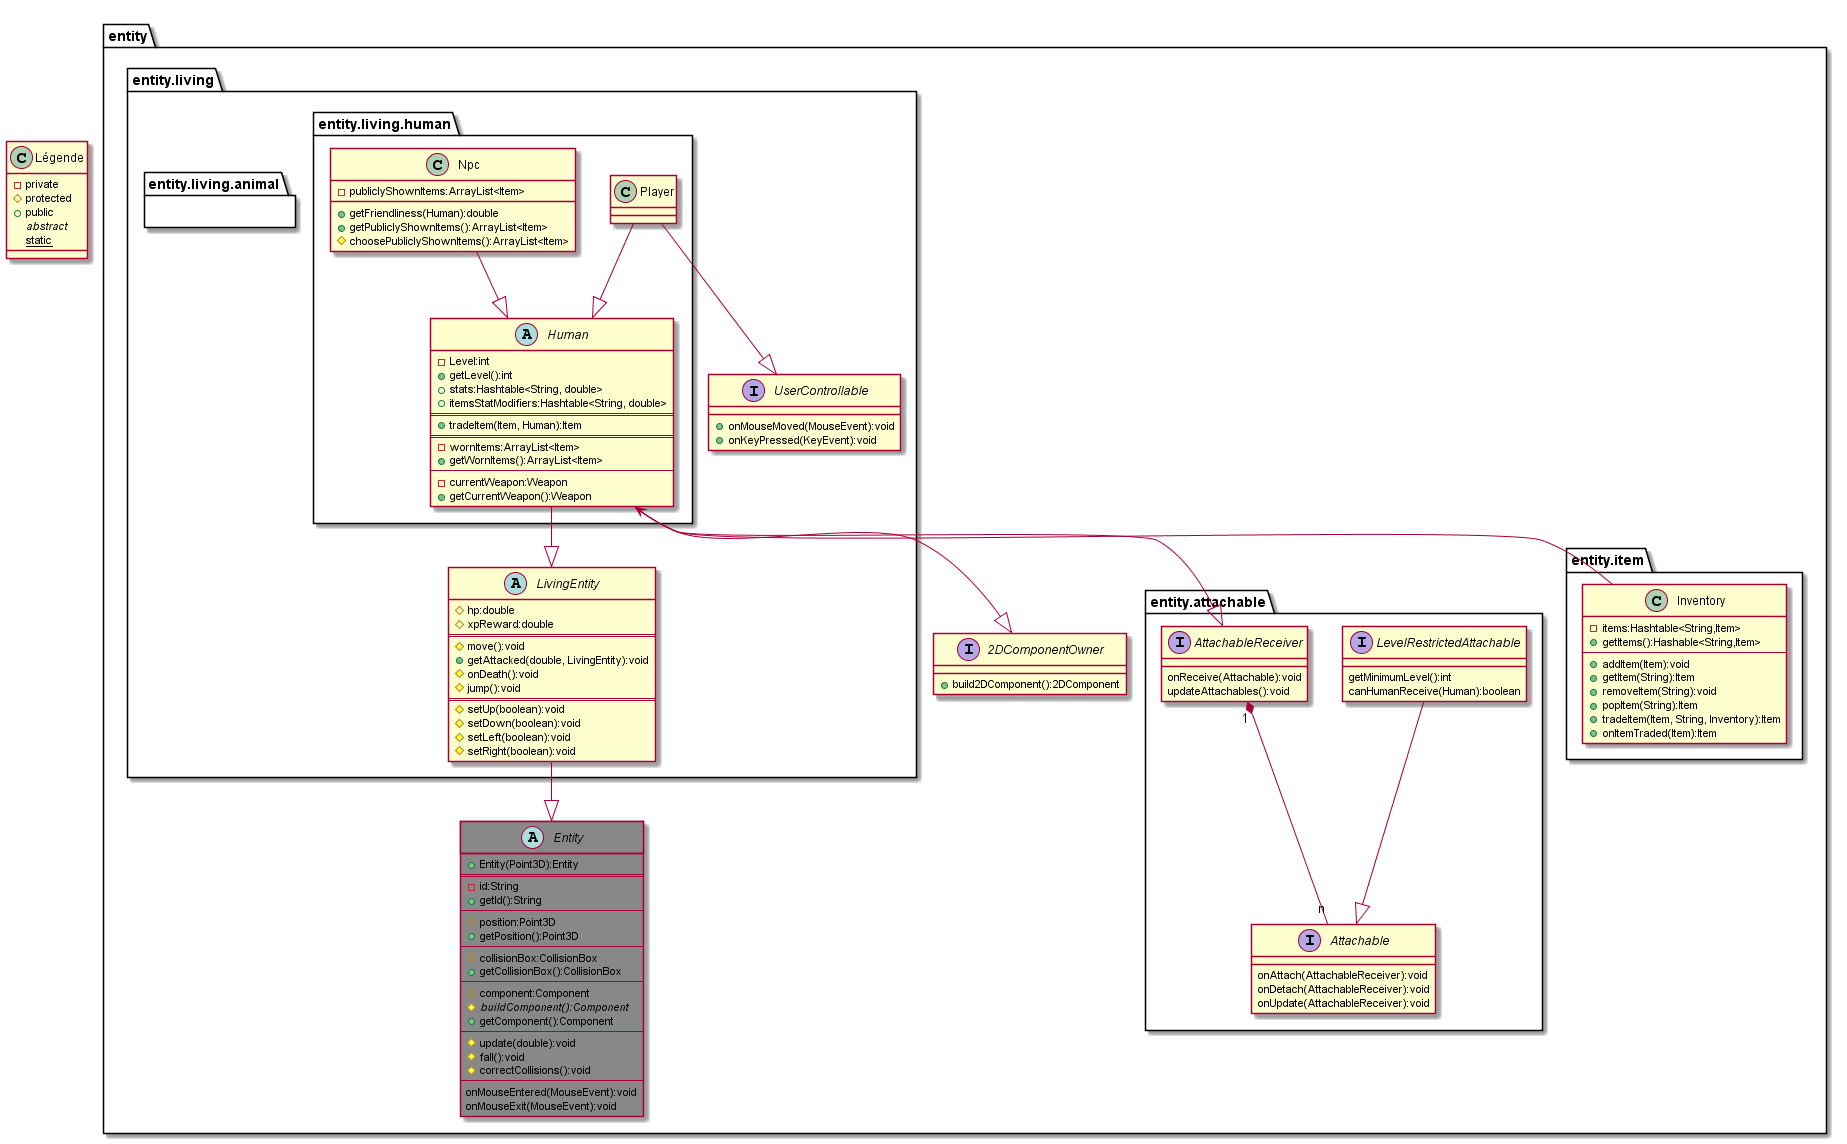 entity
entity.living
entity.living.human
entity.living.animal
C Légende
private
protected
public
abstract
static
C Npc
publiclyShownItems:ArrayList<Item>
getFriendliness(Human):double
getPubliclyShownItems():ArrayList<Item>
choosePubliclyShownItems():ArrayList<Item>
C Player
A Human
Level:int
getLevel():int
stats:Hashtable<String, double>
itemsStatModifiers:Hashtable<String, double>
tradeItem(Item, Human):Item
wornItems:ArrayList<Item>
getWornItems():ArrayList<Item>
currentWeapon:Weapon
getCurrentWeapon():Weapon
I UserControllable
onMouseMoved(MouseEvent):void
onKeyPressed(KeyEvent):void
A LivingEntity
hp:double
xpReward:double
move():void
getAttacked(double, LivingEntity):void
onDeath():void
jump():void
setUp(boolean):void
setDown(boolean):void
setLeft(boolean):void
setRight(boolean):void
I 2DComponentOwner
build2DComponent():2DComponent
entity.attachable
I AttachableReceiver
onReceive(Attachable):void
updateAttachables():void
I LevelRestrictedAttachable
getMinimumLevel():int
canHumanReceive(Human):boolean
1
n
I Attachable
onAttach(AttachableReceiver):void
onDetach(AttachableReceiver):void
onUpdate(AttachableReceiver):void
entity.item
C Inventory
items:Hashtable<String,Item>
getItems():Hashable<String,Item>
addItem(Item):void
getItem(String):Item
removeItem(String):void
popItem(String):Item
tradeItem(Item, String, Inventory):Item
onItemTraded(Item):Item
A Entity
Entity(Point3D):Entity
id:String
getId():String
position:Point3D
getPosition():Point3D
collisionBox:CollisionBox
getCollisionBox():CollisionBox
component:Component
buildComponent():Component
getComponent():Component
update(double):void
fall():void
correctCollisions():void
onMouseEntered(MouseEvent):void
onMouseExit(MouseEvent):void